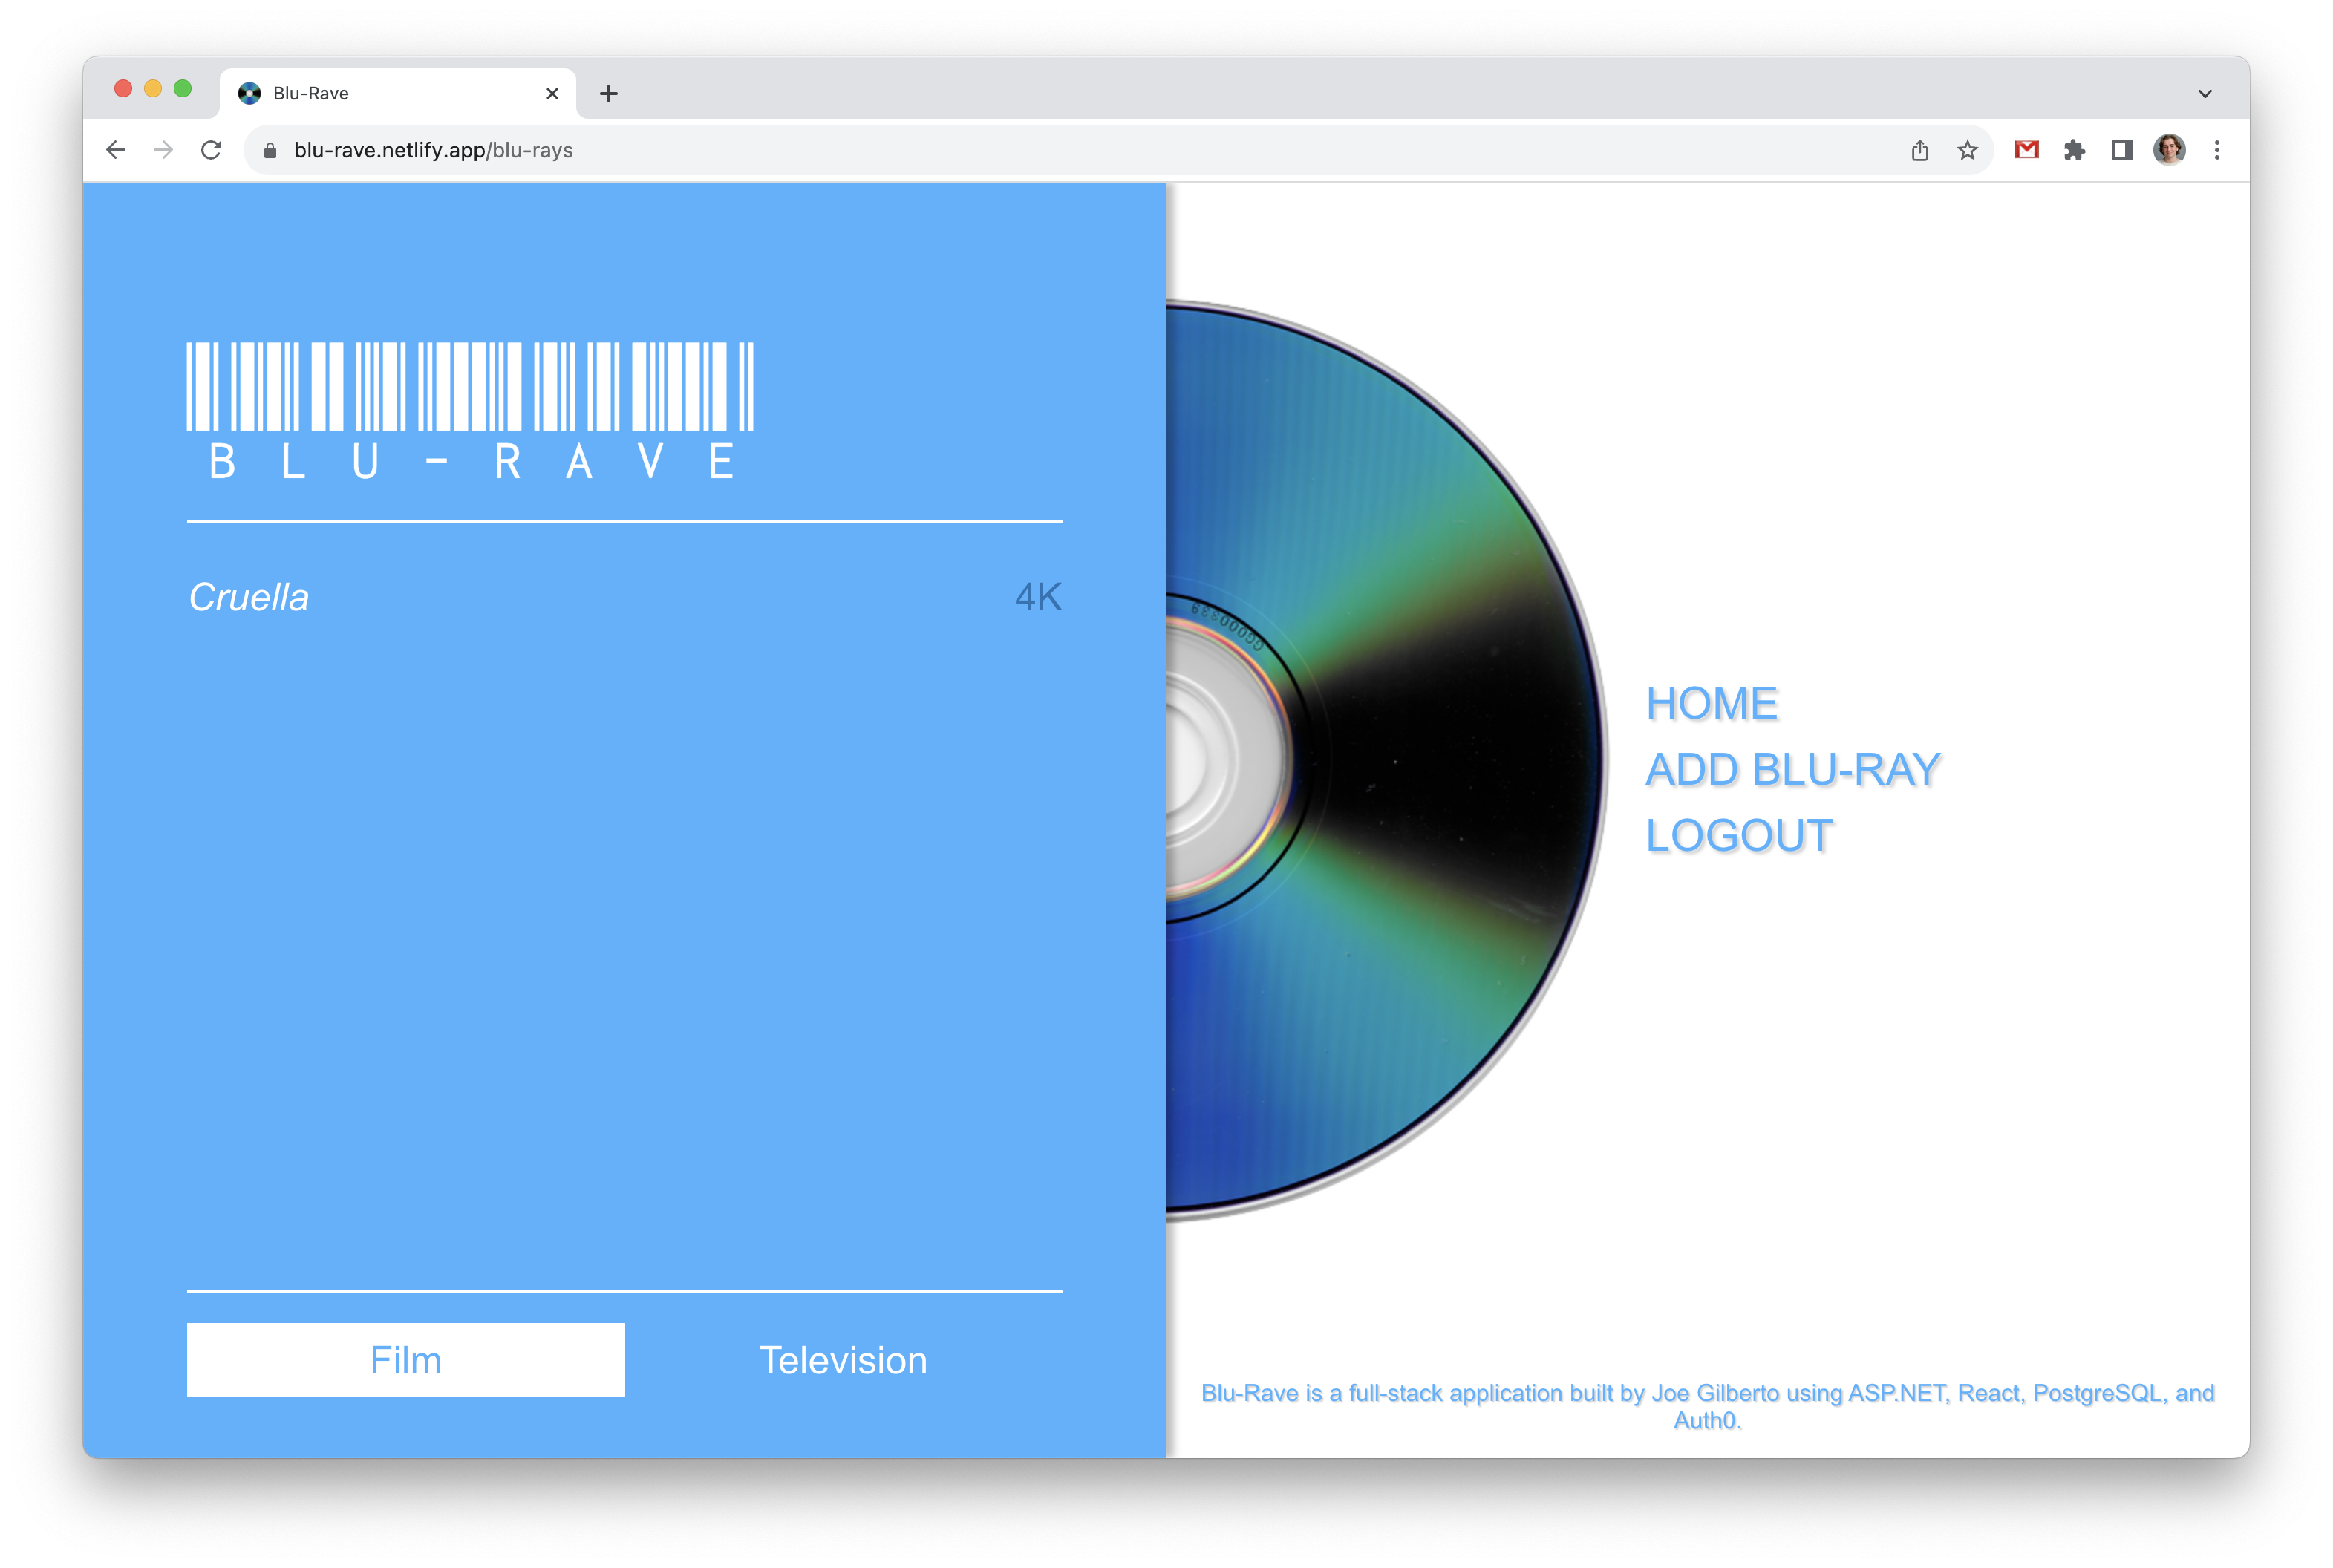 Blu-Rave
blu-rave.netlify.app/blu-rays
BLU-RAVE
Cruella 4K
GG000338
HOME
ADD BLU-RAY
LOGOUT
Film Television
Blu-Rave is a full-stack application built by Joe Gilberto using ASP.NET, React, PostgreSQL, and
Auth0.